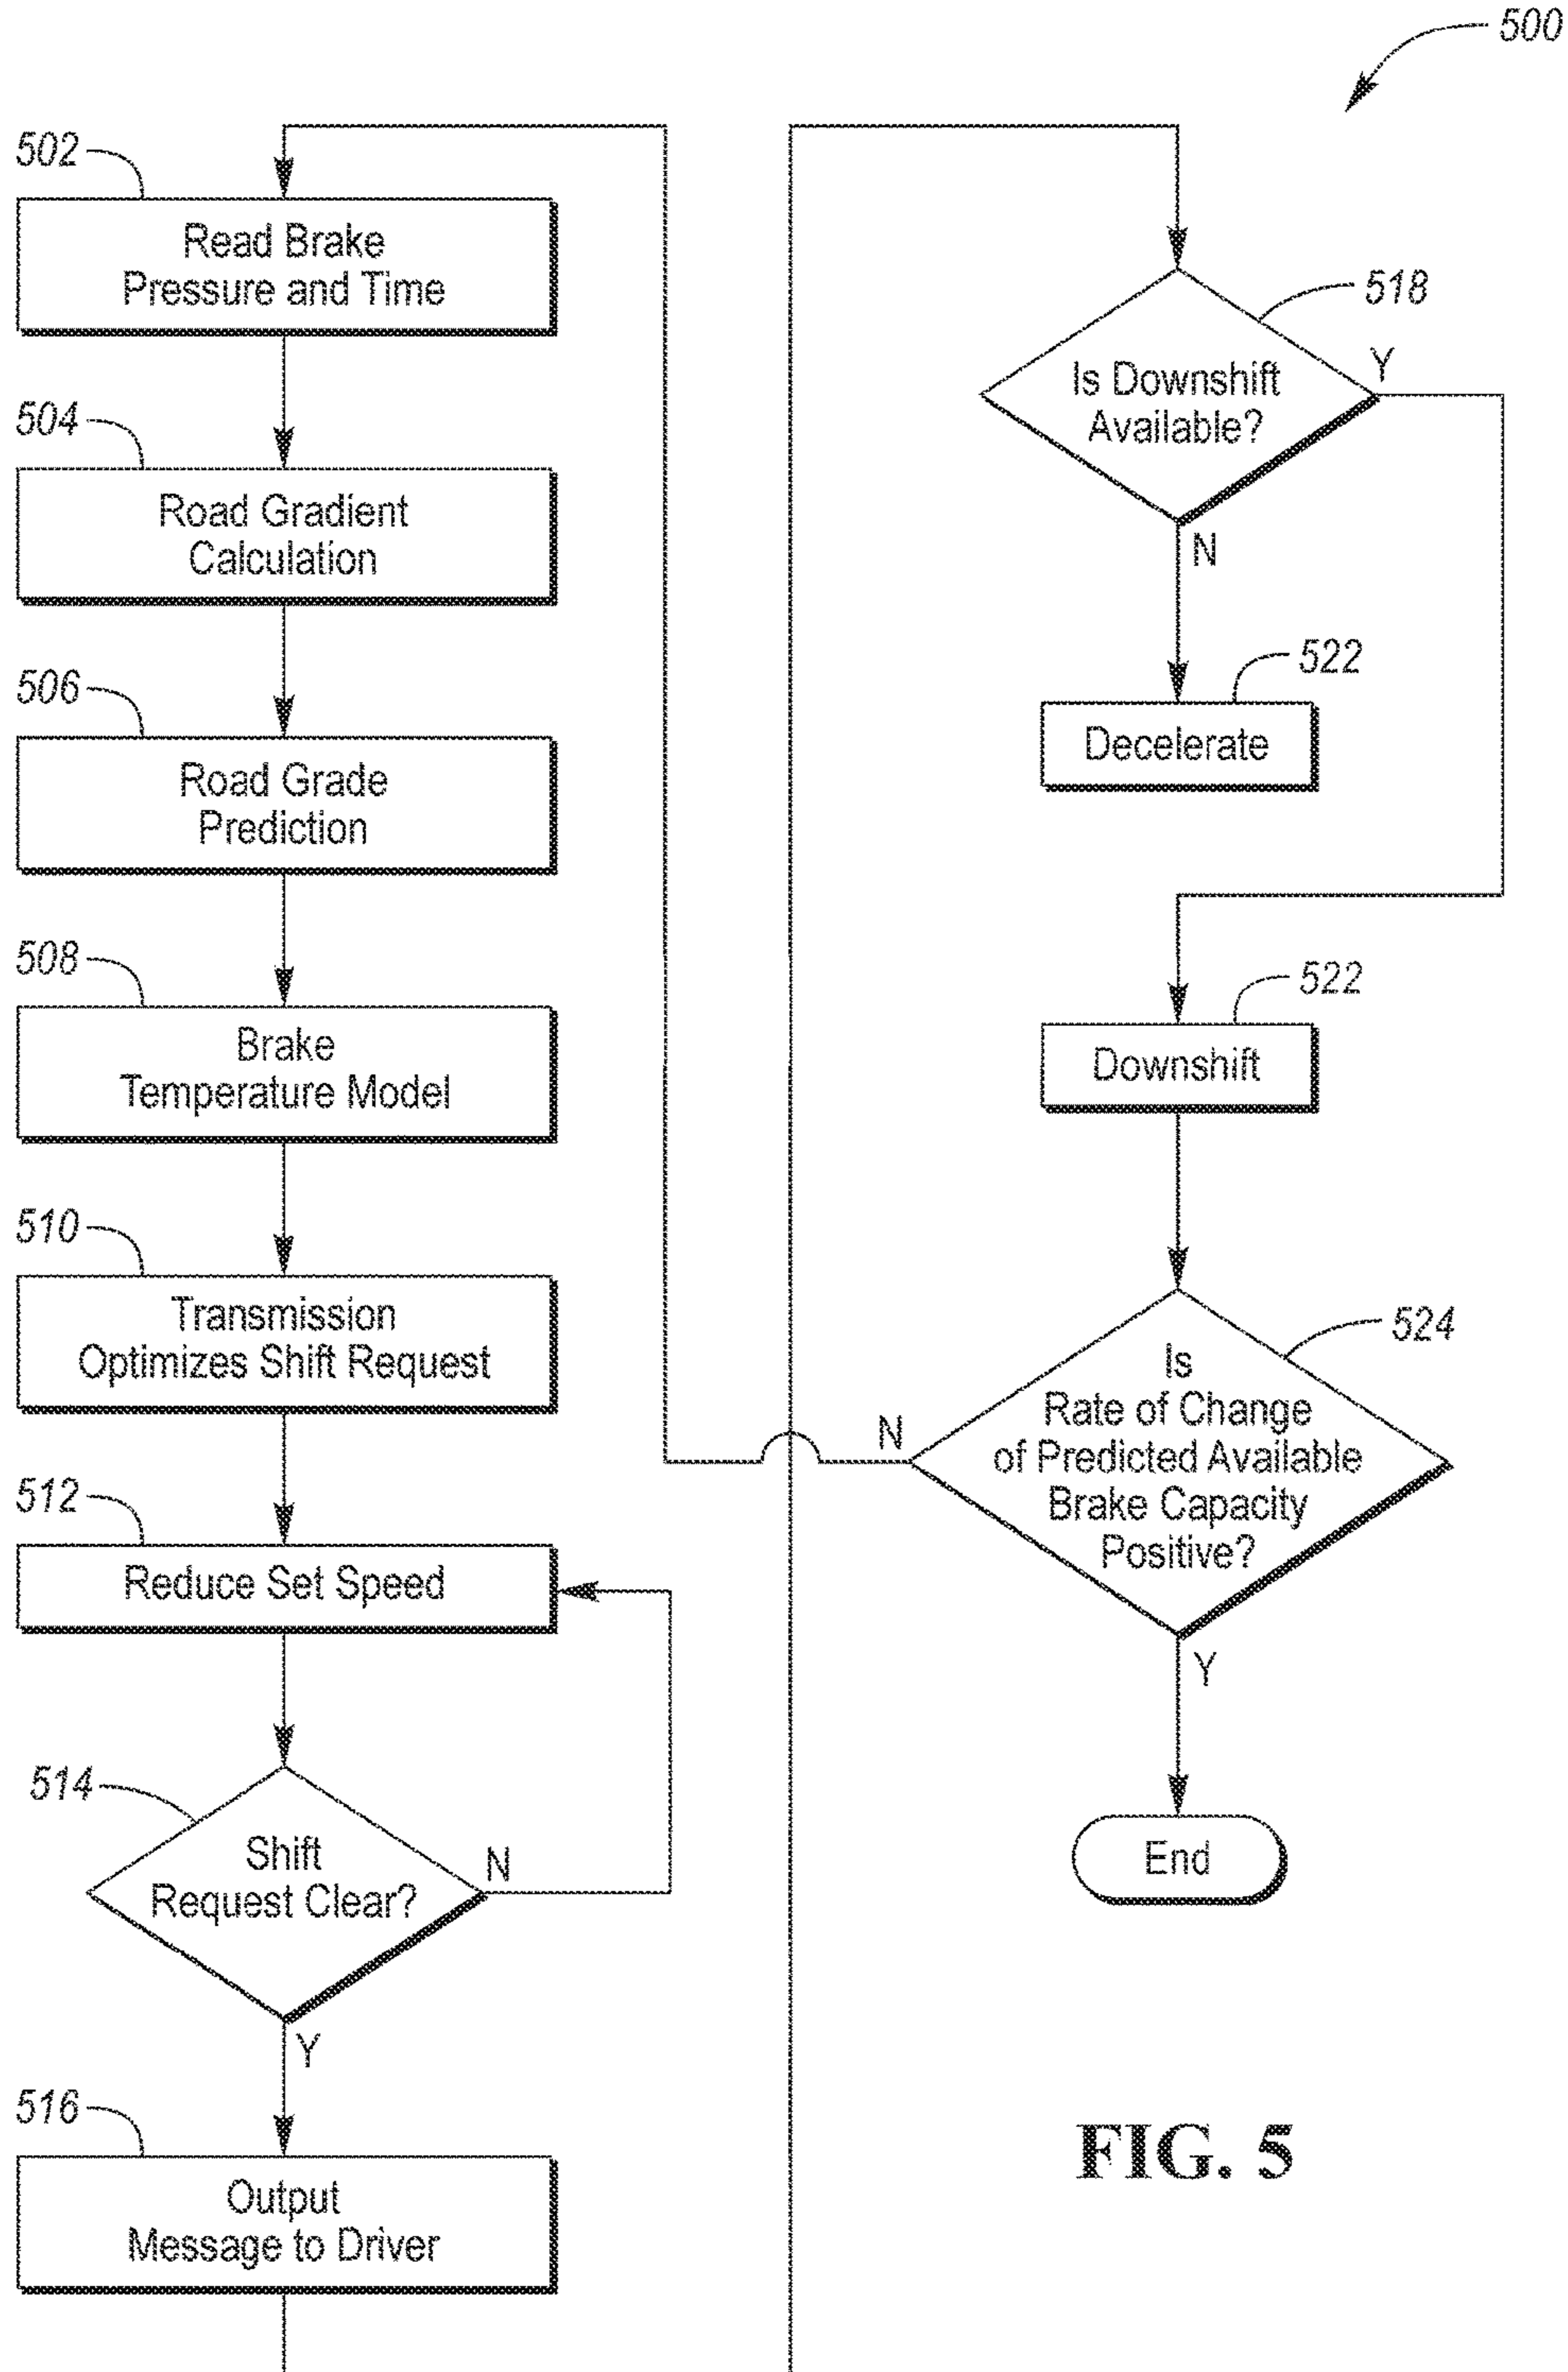 500
502
Read Brake
Pressure and Time
504
Road Gradient
Calculation
506
Road Grade
Prediction
508
Brake
Temperature Model
510
Transmission
Optimizes Shift Request
512
Reduce Set Speed
514
Shift
Request Clear?
N
Y
516
Output
Message to Driver
518
Is Downshift
Available?
Y
N
522
Decelerate
522
Downshift
524
Is
Rate of Change
of Predicted Available
Brake Capacity
Positive?
N
Y
End
FIG. 5